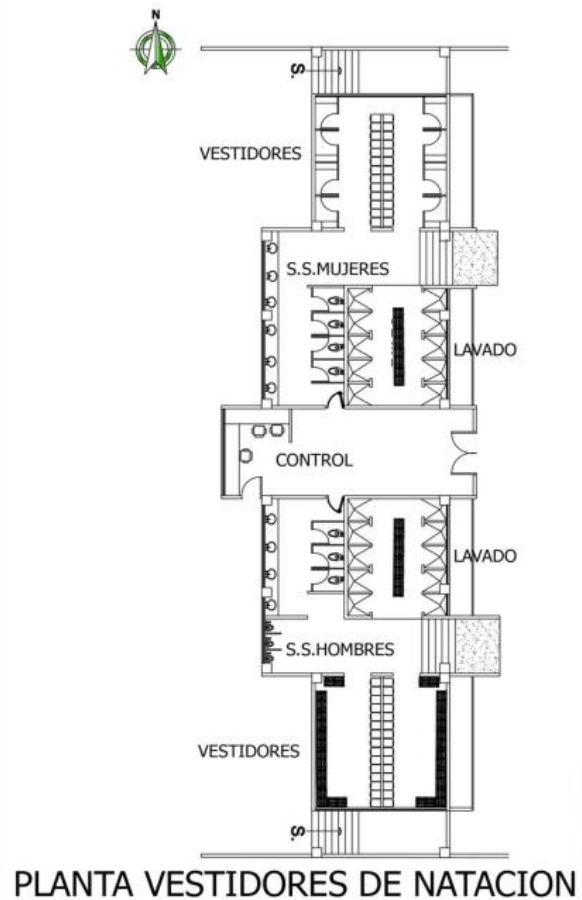 N
S.
VESTIDORES
S.S.MUJERES
LAVADO
CONTROL
LAVADO
S.S.HOMBRES
VESTIDORES
S.
PLANTA VESTIDORES DE NATACION